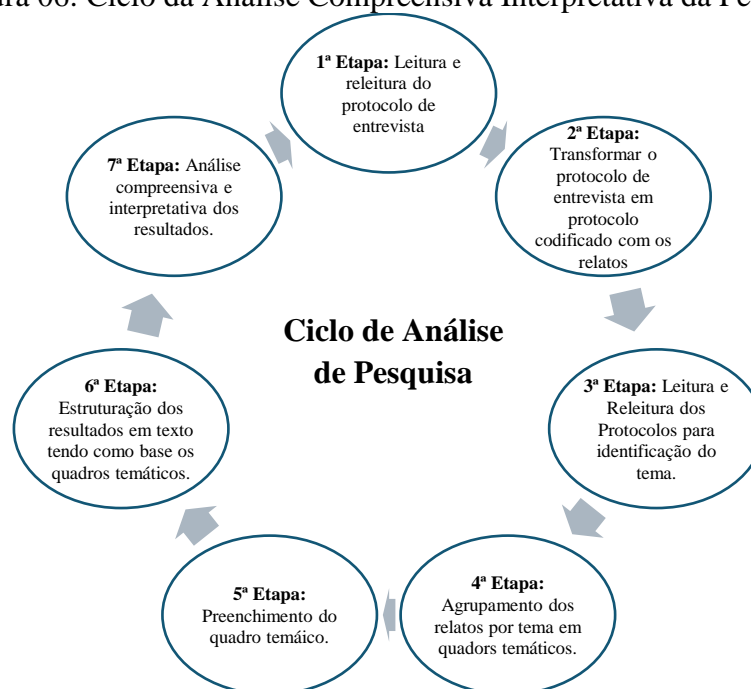 ura 06: Ciclo da Análise Compreensiva Interpretativa da Pe
1ª Etapa: Leitura e
releitura do
protocolo de
entrevista
2ª Etapa:
Transformar o
protocolo de
entrevista em
protocolo
codificado com os
relatos
3ª Etapa: Leitura e
Releitura dos
Protocolos para
identificação do
tema.
4ª Etapa:
Agrupamento dos
relatos por tema em
quadors temáticos.
5ª Etapa:
Preenchimento do
quadro temáico.
6ª Etapa:
Estruturação dos
resultados em texto
tendo como base os
quadros temáticos.
7ª Etapa: Análise
compreensiva e
interpretativa dos
resultados.
Ciclo de Análise
de Pesquisa